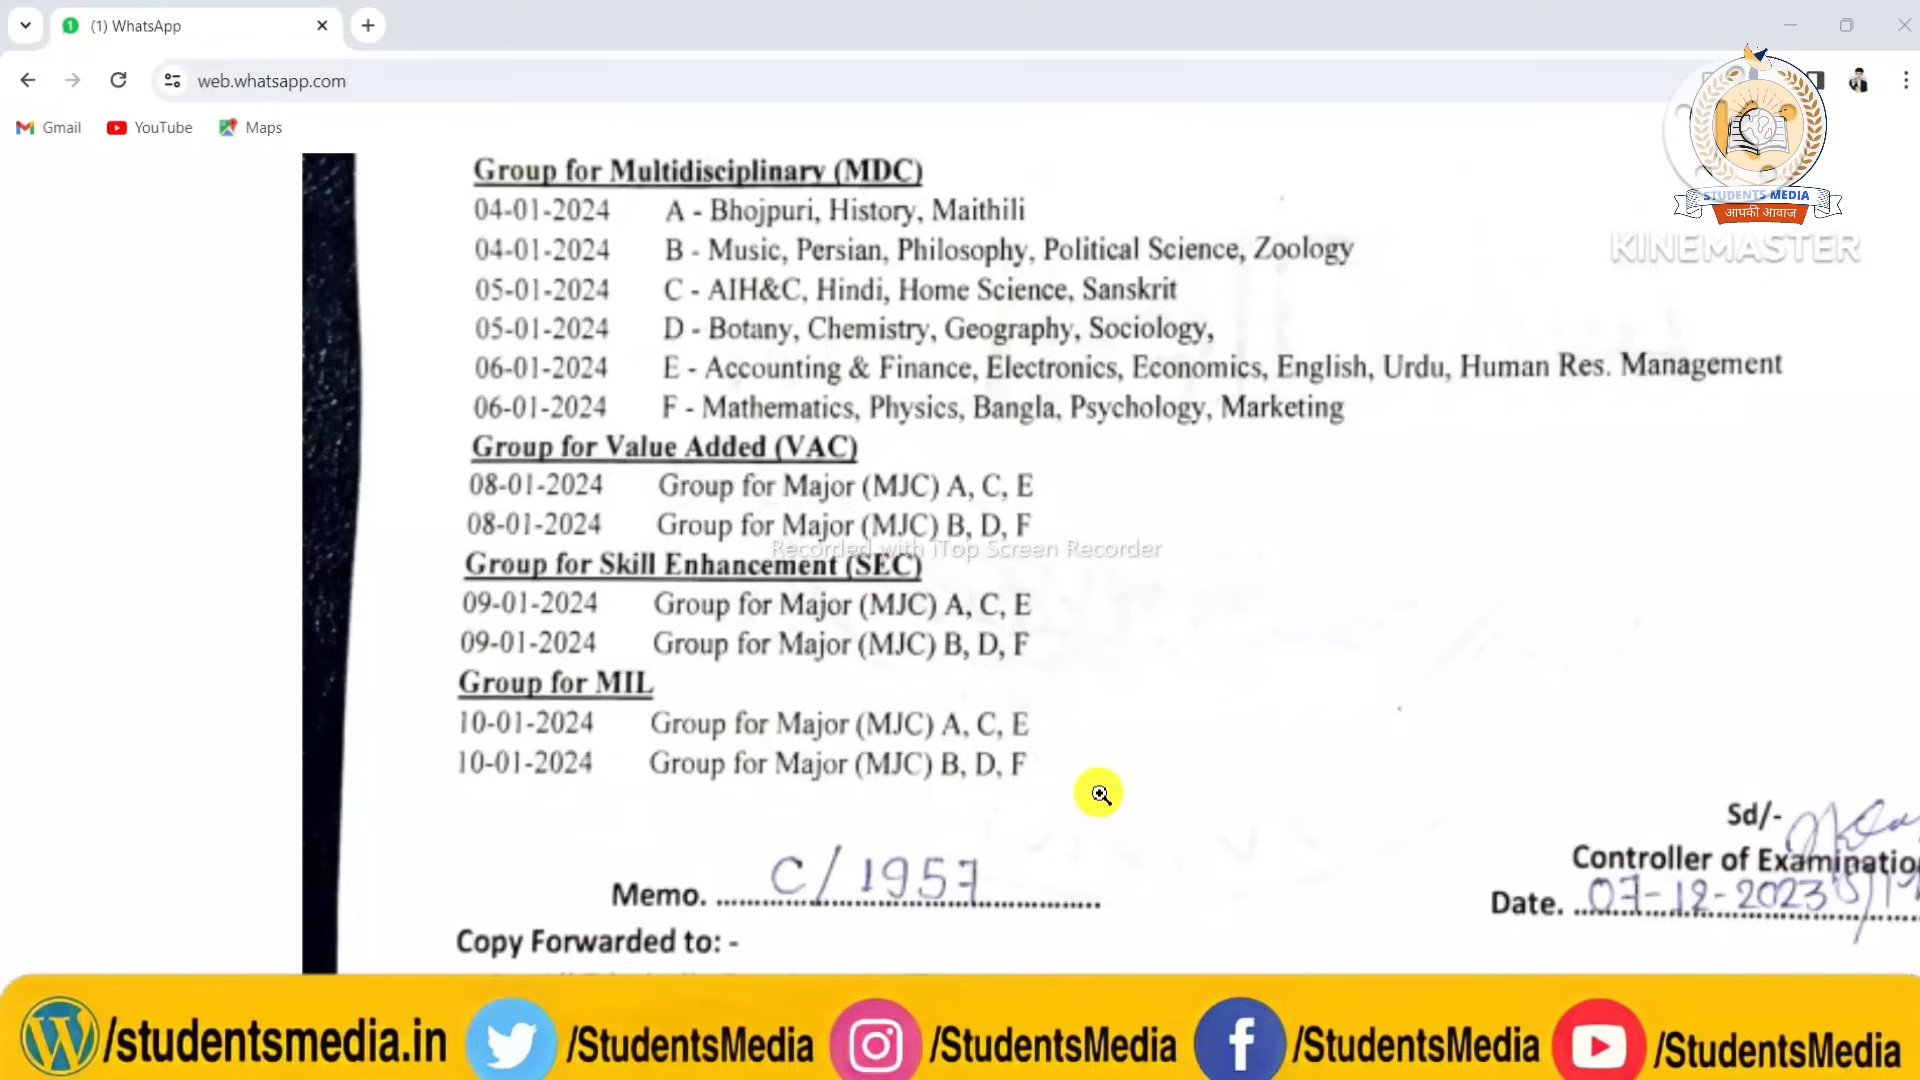 (1) WhatsApp
web.whatsapp.com
Gmail YouTube Maps
STUDENTS MEDIA
आपकी आवाज
KINEMASTER
Group for Multidisciplinary (MDC)
04-01-2024 A - Bhojpuri, History, Maithili
04-01-2024 B - Music, Persian, Philosophy, Political Science, Zoology
05-01-2024 C - AIH&C, Hindi, Home Science, Sanskrit
05-01-2024 D - Botany, Chemistry, Geography, Sociology,
06-01-2024 E - Accounting & Finance, Electronics, Economics, English, Urdu, Human Res. Management
06-01-2024 F - Mathematics, Physics, Bangla, Psychology, Marketing
Group for Value Added (VAC)
08-01-2024 Group for Major (MJC) A, C, E
08-01-2024 Group for Major (MJC) B, D, F
Recorded with iTop Screen Recorder
Group for Skill Enhancement (SEC)
09-01-2024 Group for Major (MJC) A, C, E
09-01-2024 Group for Major (MJC) B, D, F
Group for MIL
10-01-2024 Group for Major (MJC) A, C, E
10-01-2024 Group for Major (MJC) B, D, F
Sd/-
Controller of Examinatio
Memo. C/1957
Date. 07-12-2023
Copy Forwarded to: -
/studentsmedia.in /StudentsMedia /StudentsMedia /StudentsMedia /StudentsMedia